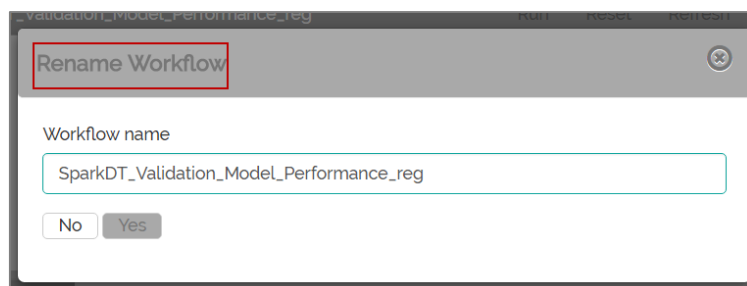 _Validation_Model_Performance_reg Run Reset Refresh
Rename Workflow
Workflow name
SparkDT_Validation_Model_Performance_reg
No Yes